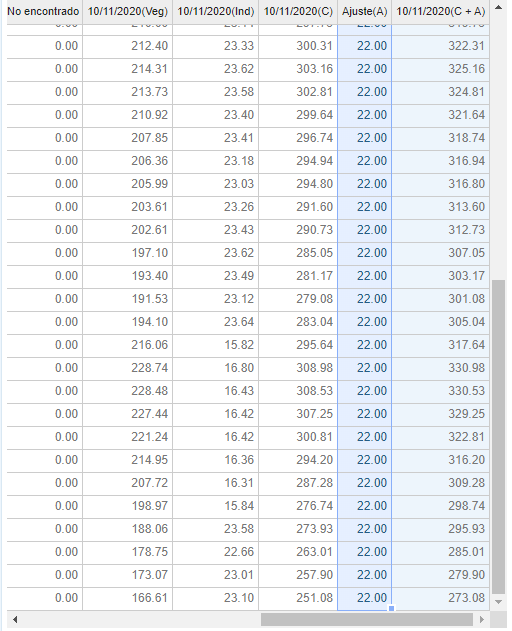 No encontrado 10/11/2020(Veg) 10/11/2020(Ind) 10/11/2020(C) Ajuste(A) 10/11/2020(C + A)
0.00 212.40 23.33 300.31 22.00 322.31
0.00 214.31 23.62 303.16 22.00 325.16
0.00 213.73 23.58 302.81 22.00 324.81
0.00 210.92 23.40 299.64 22.00 321.64
0.00 207.85 23.41 296.74 22.00 318.74
0.00 206.36 23.18 294.94 22.00 316.94
0.00 205.99 23.03 294.80 22.00 316.80
0.00 203.61 23.26 291.60 22.00 313.60
0.00 202.61 23.43 290.73 22.00 312.73
0.00 197.10 23.62 285.05 22.00 307.05
0.00 193.40 23.49 281.17 22.00 303.17
0.00 191.53 23.12 279.08 22.00 301.08
0.00 194.10 23.64 283.04 22.00 305.04
0.00 216.06 15.82 295.64 22.00 317.64
0.00 228.74 16.80 308.98 22.00 330.98
0.00 228.48 16.43 308.53 22.00 330.53
0.00 227.44 16.42 307.25 22.00 329.25
0.00 221.24 16.42 300.81 22.00 322.81
0.00 214.95 16.36 294.20 22.00 316.20
0.00 207.72 16.31 287.28 22.00 309.28
0.00 198.97 15.84 276.74 22.00 298.74
0.00 188.06 23.58 273.93 22.00 295.93
0.00 178.75 22.66 263.01 22.00 285.01
0.00 173.07 23.01 257.90 22.00 279.90
0.00 166.61 23.10 251.08 22.00 273.08